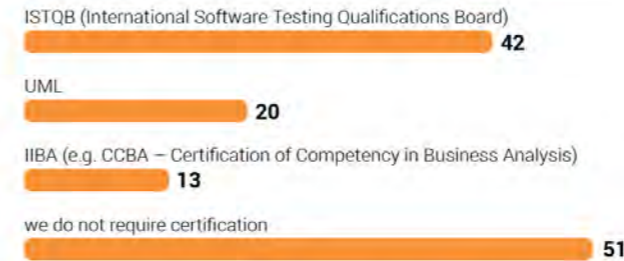 ISTQB (International Software Testing Qualifications Board)
42
UML
20
IIBA (e.g. CCBA – Certification of Competency in Business Analysis)
13
we do not require certification
51